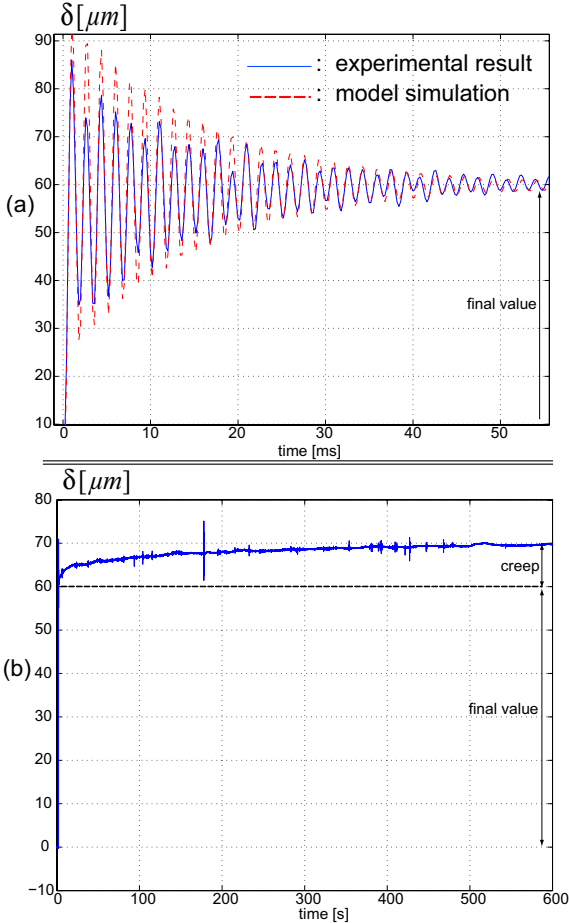 δ[µm]
90
80
70
60
50
40
30
20
10
: experimental result
: model simulation
(a)
final value
0 10 20 30 40 50
time [ms]
δ[µm]
80
70
60
50
40
30
20
10
0
−10
creep
(b)
final value
0 100 200 300 400 500 600
time [s]